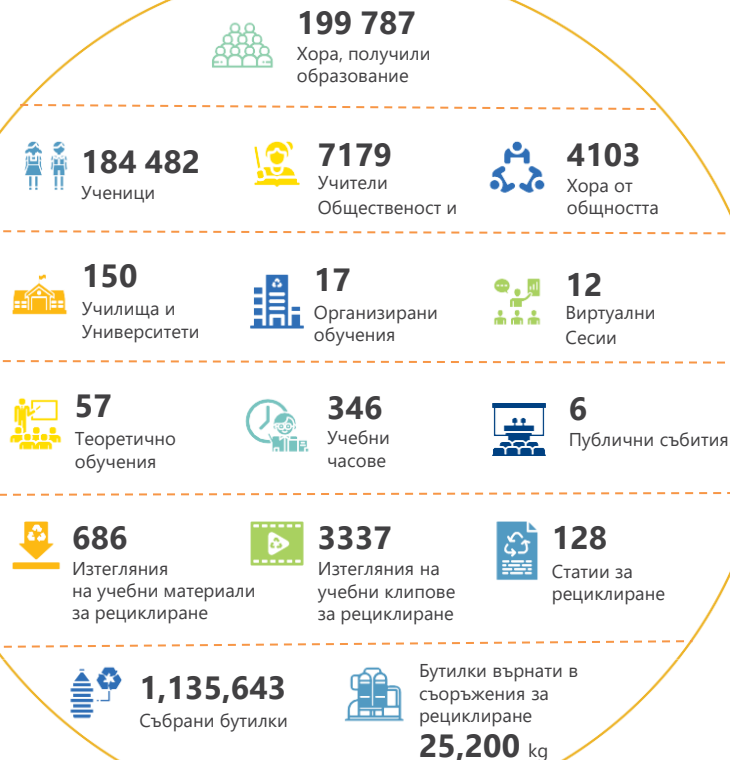 199 787
Хора, получили
образование
184 482
Ученици
7179
Учители
Общественост и
4103
Хора от
общността
150
Училища и
Университети
17
Организирани
обучения
12
Виртуални
Сесии
57
Теоретично
обучения
346
Учебни
часове
6
Публични събития
686
Изтегляния
на учебни материали
за рециклиране
3337
Изтегляния на
учебни клипове
за рециклиране
128
Статии за
рециклиране
1,135,643
Събрани бутилки
Бутилки върнати в
съоръжения за
рециклиране
25,200 kg